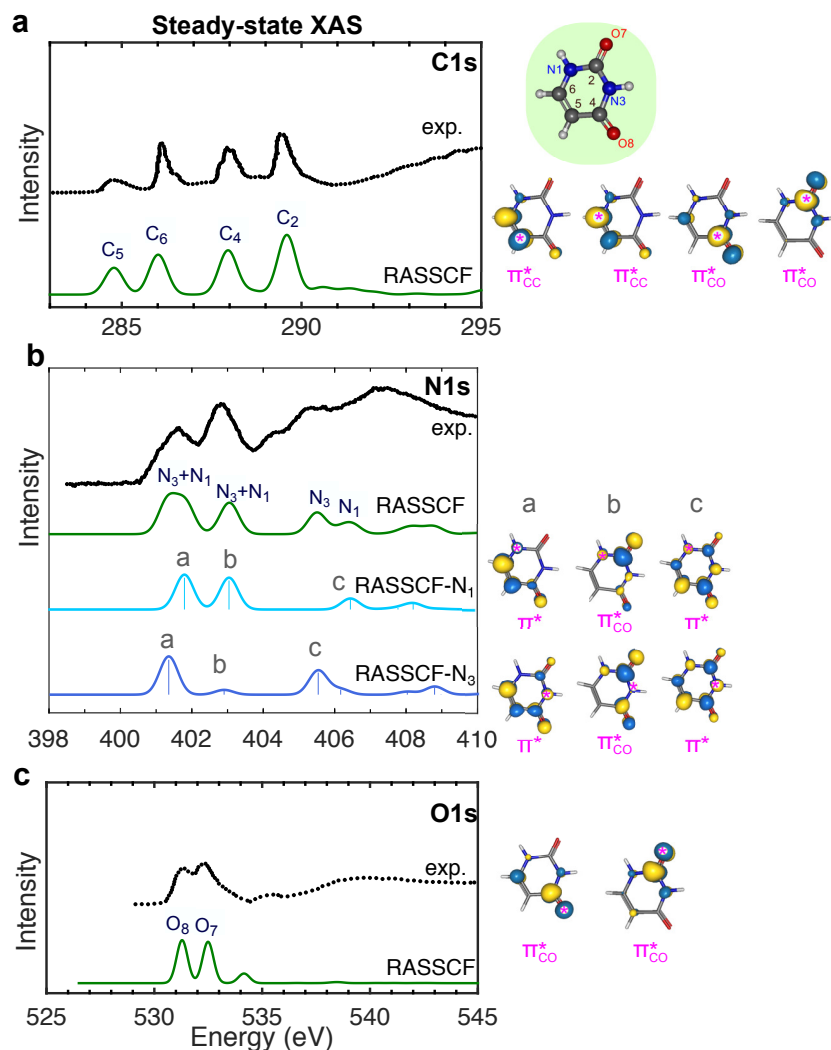 a
Steady-state XAS
C1s
exp.
C5 C6 C4 C2
RASSCF
Intensity
285 290 295
O7
N1
2
6
N3
5
4
O8
* * * *
π*CC π*CC π*CO π*CO
b
N1s
exp.
N3+N1 N3+N1 N3 N1
RASSCF
a b c
RASSCF-N1
a b c
RASSCF-N3
Intensity
398 400 402 404 406 408 410
a b c
* * *
π* π*CO π*
* * *
π* π*CO π*
c
O1s
exp.
O8 O7
RASSCF
Intensity
525 530 535 540 545
Energy (eV)
* *
π*CO π*CO